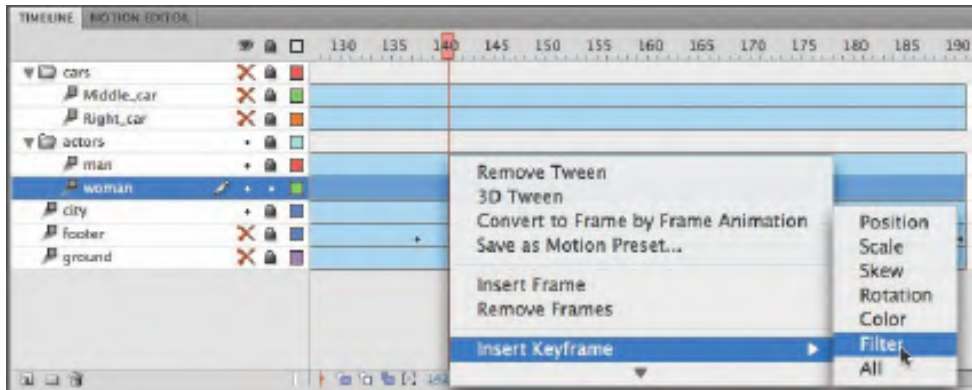 TIMELINE MOTION EDITOR
130 135 140 145 150 155 160 165 170 175 180 185 190
cars
Middle_car
Right_car
actors
man
woman
city
footer
ground
Remove Tween
3D Tween
Convert to Frame by Frame Animation
Save as Motion Preset...
Insert Frame
Remove Frames
Insert Keyframe
Position
Scale
Skew
Rotation
Color
Filter
All